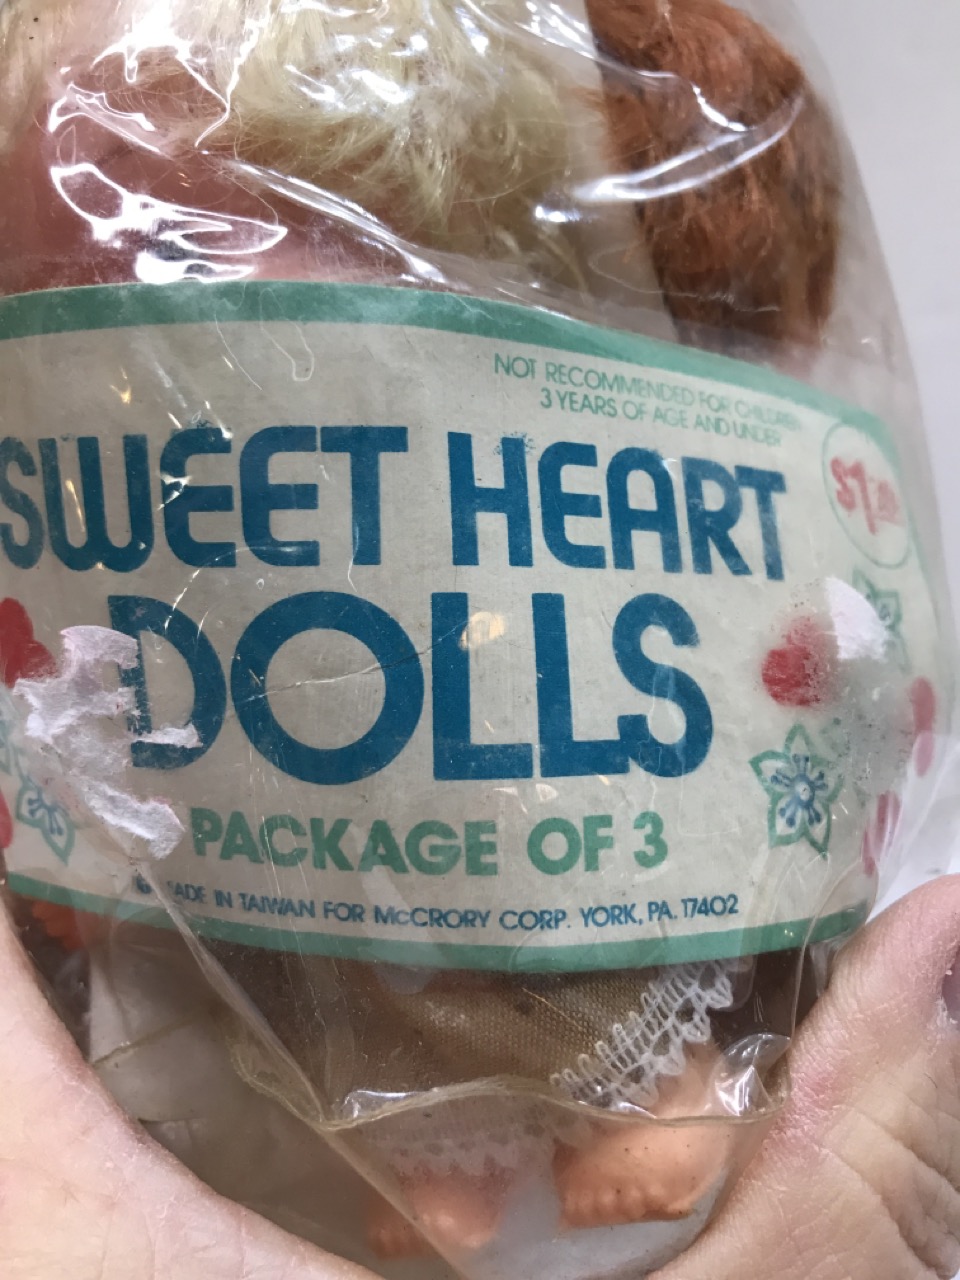 NOT RECOMMENDED FOR CHILDREN
3 YEARS OF AGE AND UNDER
SWEET HEART
DOLLS
PACKAGE OF 3
MADE IN TAIWAN FOR McCRORY CORP. YORK, PA. 17402